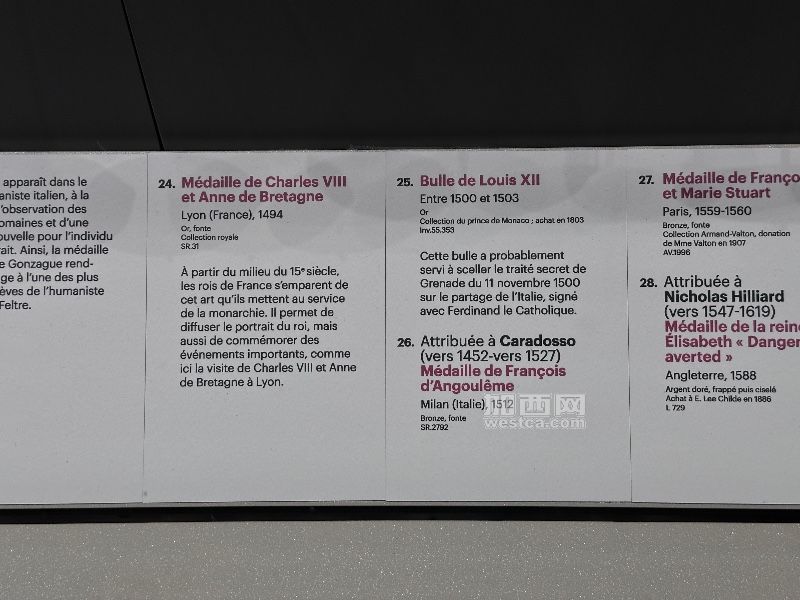 apparaît dans le
aniste italien, à la
'observation des
omaines et d'une
ouvelle pour l'individu
rait. Ainsi, la médaille
e Gonzague rend-
ge à l'une des plus
èves de l'humaniste
Feltre.
24. Médaille de Charles VIII
et Anne de Bretagne
Lyon (France), 1494
Or, fonte
Collection royale
SR.31
À partir du milieu du 15e siècle,
les rois de France s'emparent de
cet art qu'ils mettent au service
de la monarchie. Il permet de
diffuser le portrait du roi, mais
aussi de commémorer des
événements importants, comme
ici la visite de Charles VIII et Anne
de Bretagne à Lyon.
25. Bulle de Louis XII
Entre 1500 et 1503
Or
Collection du prince de Monaco ; achat en 1803
Inv.55.353
Cette bulle a probablement
servi à sceller le traité secret de
Grenade du 11 novembre 1500
sur le partage de l'Italie, signé
avec Ferdinand le Catholique.
26. Attribuée à Caradosso
(vers 1452-vers 1527)
Médaille de François
d'Angoulême
Milan (Italie), 1512
Bronze, fonte
SR.2792
加西网
westca.com
27. Médaille de Franço
et Marie Stuart
Paris, 1559-1560
Bronze, fonte
Collection Armand-Valton, donation
de Mme Valton en 1907
AV.1996
28. Attribuée à
Nicholas Hilliard
(vers 1547-1619)
Médaille de la rein
Élisabeth « Danger
averted »
Angleterre, 1588
Argent doré, frappé puis ciselé
Achat à E. Lee Childe en 1886
L 729